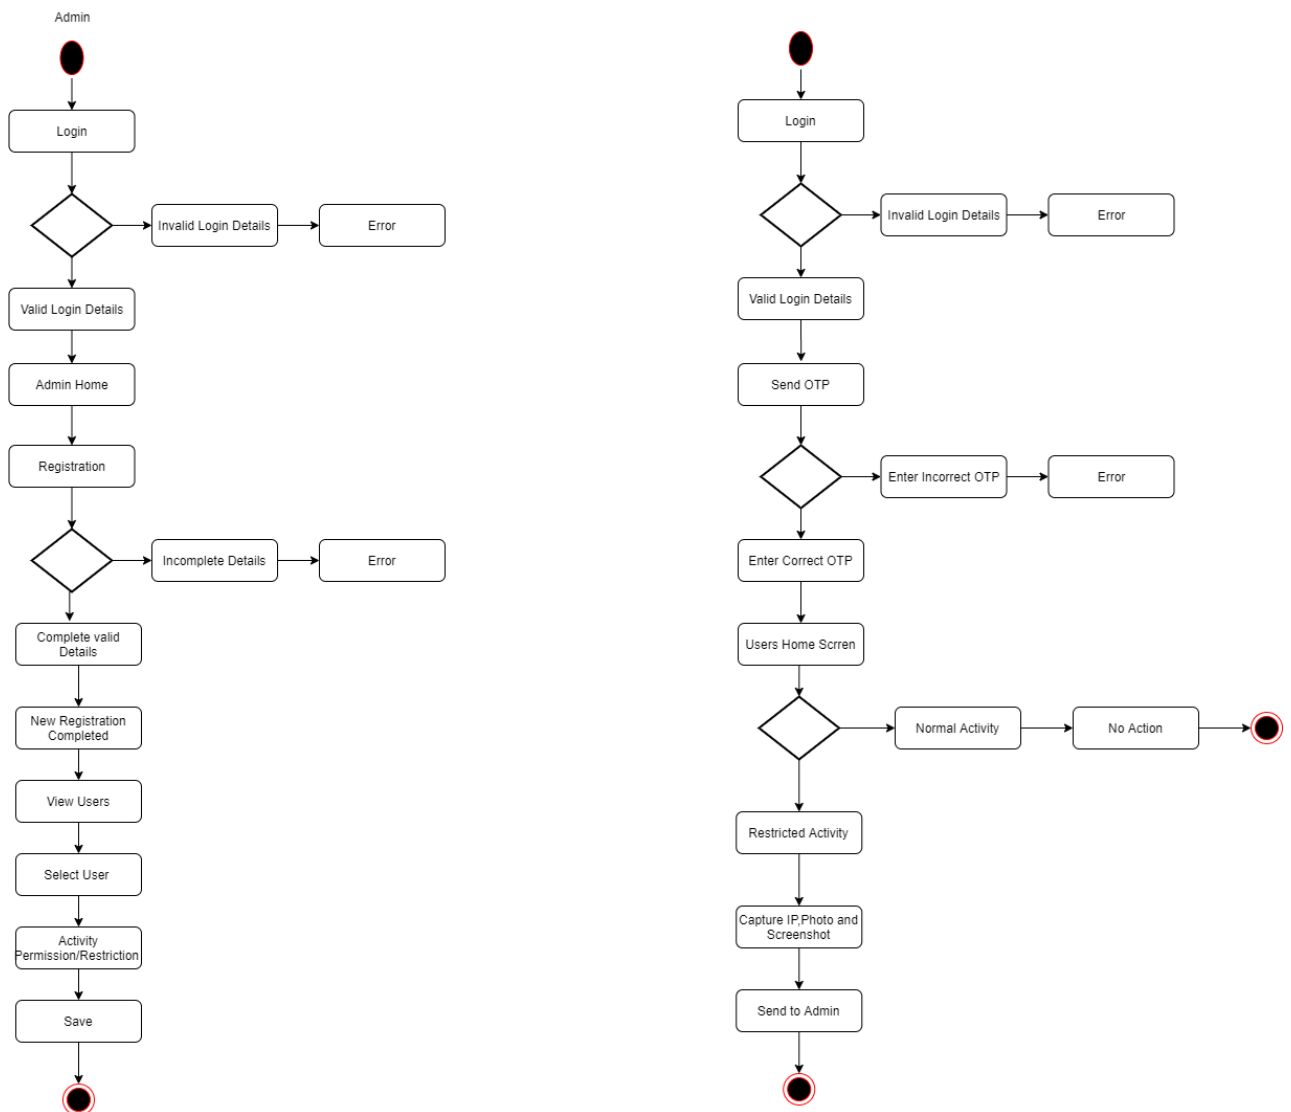 Admin
Login
Invalid Login Details
Error
Valid Login Details
Admin Home
Registration
Incomplete Details
Error
Complete valid
Details
New Registration
Completed
View Users
Select User
Activity
Permission/Restriction
Save
Login
Invalid Login Details
Error
Valid Login Details
Send OTP
Enter Incorrect OTP
Error
Enter Correct OTP
Users Home Scrren
Normal Activity
No Action
Restricted Activity
Capture IP,Photo and
Screenshot
Send to Admin